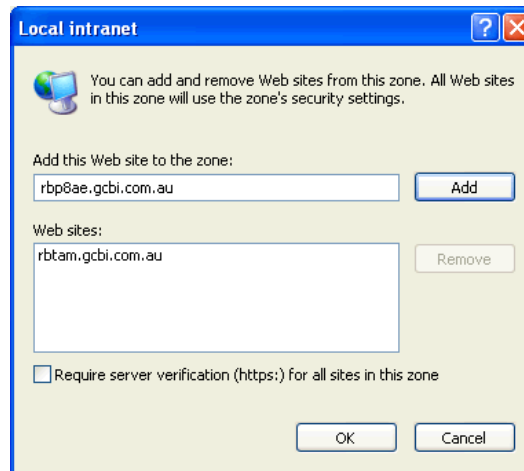 Local intranet
You can add and remove Web sites from this zone. All Web sites
in this zone will use the zone's security settings.
Add this Web site to the zone:
rbp8ae.gcbi.com.au
Add
Web sites:
rbtam.gcbi.com.au
Remove
Require server verification (https:) for all sites in this zone
OK
Cancel